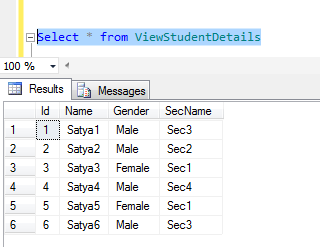 Select * from ViewStudentDetails
100 %
Results Messages
Id Name Gender SecName
1 1 Satya1 Male Sec3
2 2 Satya2 Male Sec2
3 3 Satya3 Female Sec1
4 4 Satya4 Male Sec4
5 5 Satya5 Female Sec1
6 6 Satya6 Male Sec3